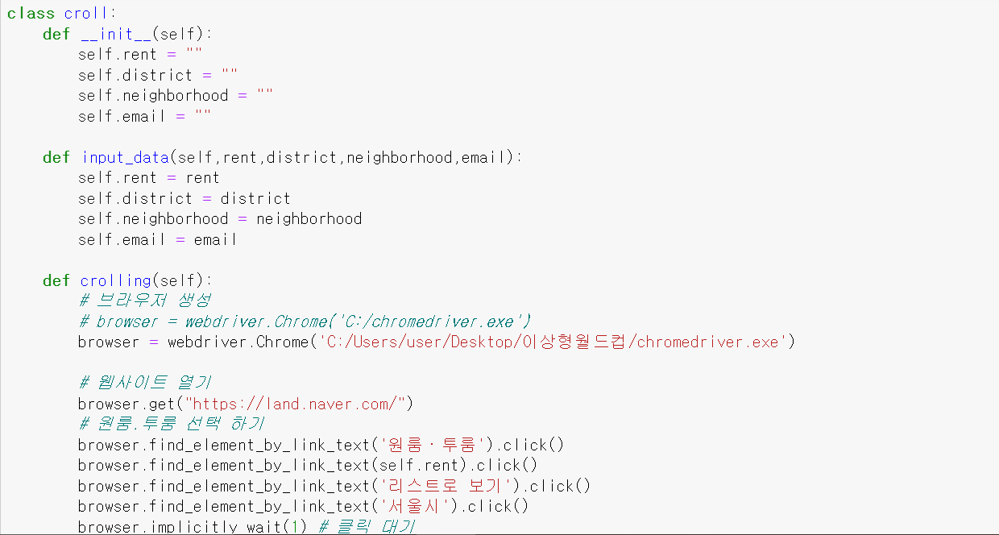 class croll:
    def __init__(self):
        self.rent = ""
        self.district = ""
        self.neighborhood = ""
        self.email = ""
    def input_data(self,rent,district,neighborhood,email):
        self.rent = rent
        self.district = district
        self.neighborhood = neighborhood
        self.email = email
    def crolling(self):
        # 브라우저 생성
        # browser = webdriver.Chrome('C:/chromedriver.exe')
        browser = webdriver.Chrome('C:/Users/user/Desktop/이상형월드컵/chromedriver.exe')
        # 웹사이트 열기
        browser.get("https://land.naver.com/")
        # 원룸.투룸 선택 하기
        browser.find_element_by_link_text('원룸·투룸').click()
        browser.find_element_by_link_text(self.rent).click()
        browser.find_element_by_link_text('리스트로 보기').click()
        browser.find_element_by_link_text('서울시').click()
        browser.implicitly_wait(1) # 클릭 대기